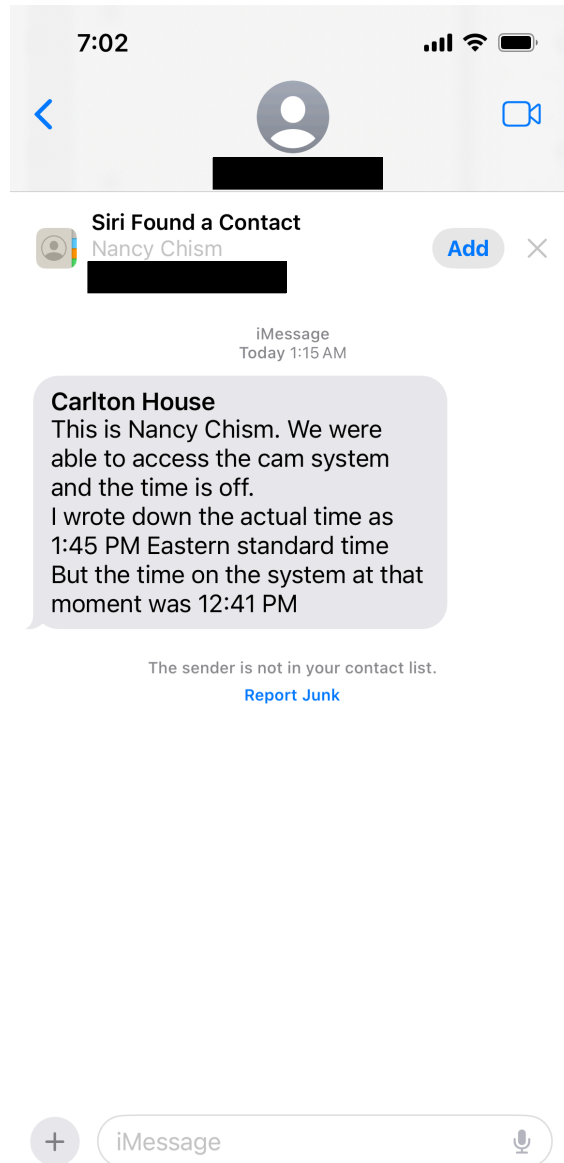 7:02
Siri Found a Contact
Nancy Chism
Add
iMessage
Today 1:15 AM
Carlton House
This is Nancy Chism. We were
able to access the cam system
and the time is off.
I wrote down the actual time as
1:45 PM Eastern standard time
But the time on the system at that
moment was 12:41 PM
The sender is not in your contact list.
Report Junk
iMessage